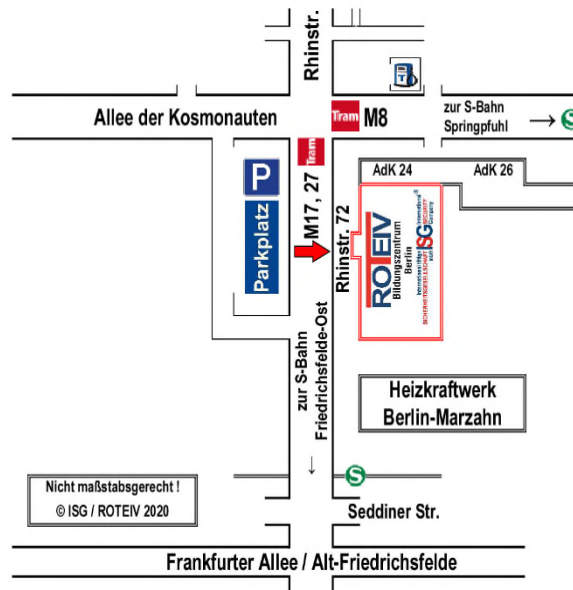 Rhinstr.
T
Allee der Kosmonauten
Tram M8
zur S-Bahn
Springpfuhl → S
Tram
M17, 27
AdK 24
AdK 26
P
Parkplatz
Rhinstr. 72
ROTEIV
Bildungszentrum
Berlin
ISG
zur S-Bahn
Friedrichsfelde-Ost
→
Heizkraftwerk
Berlin-Marzahn
S
Nicht maßstabsgerecht !
© ISG / ROTEIV 2020
Seddiner Str.
Frankfurter Allee / Alt-Friedrichsfelde